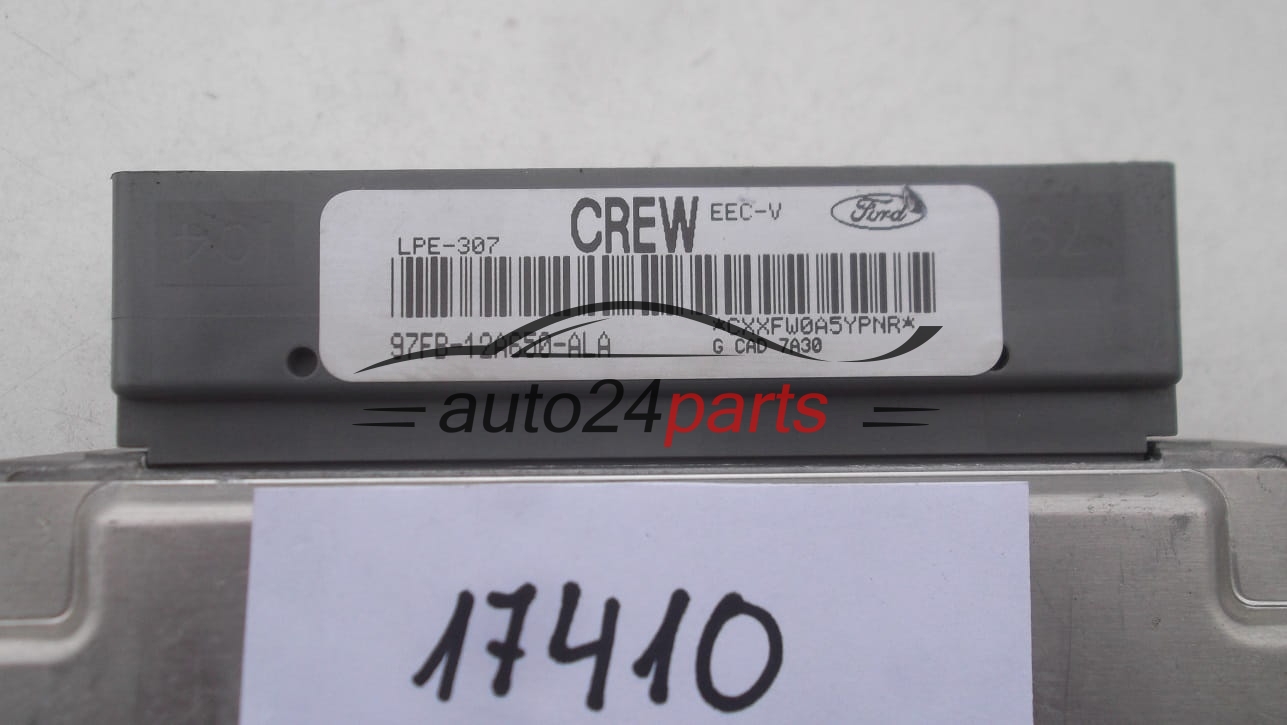 CREW EEC-V Ford
LPE-307
*CXXFW0A5YPNR*
97FB-12A650-ALA
G CAD 7A30
auto24parts
17410